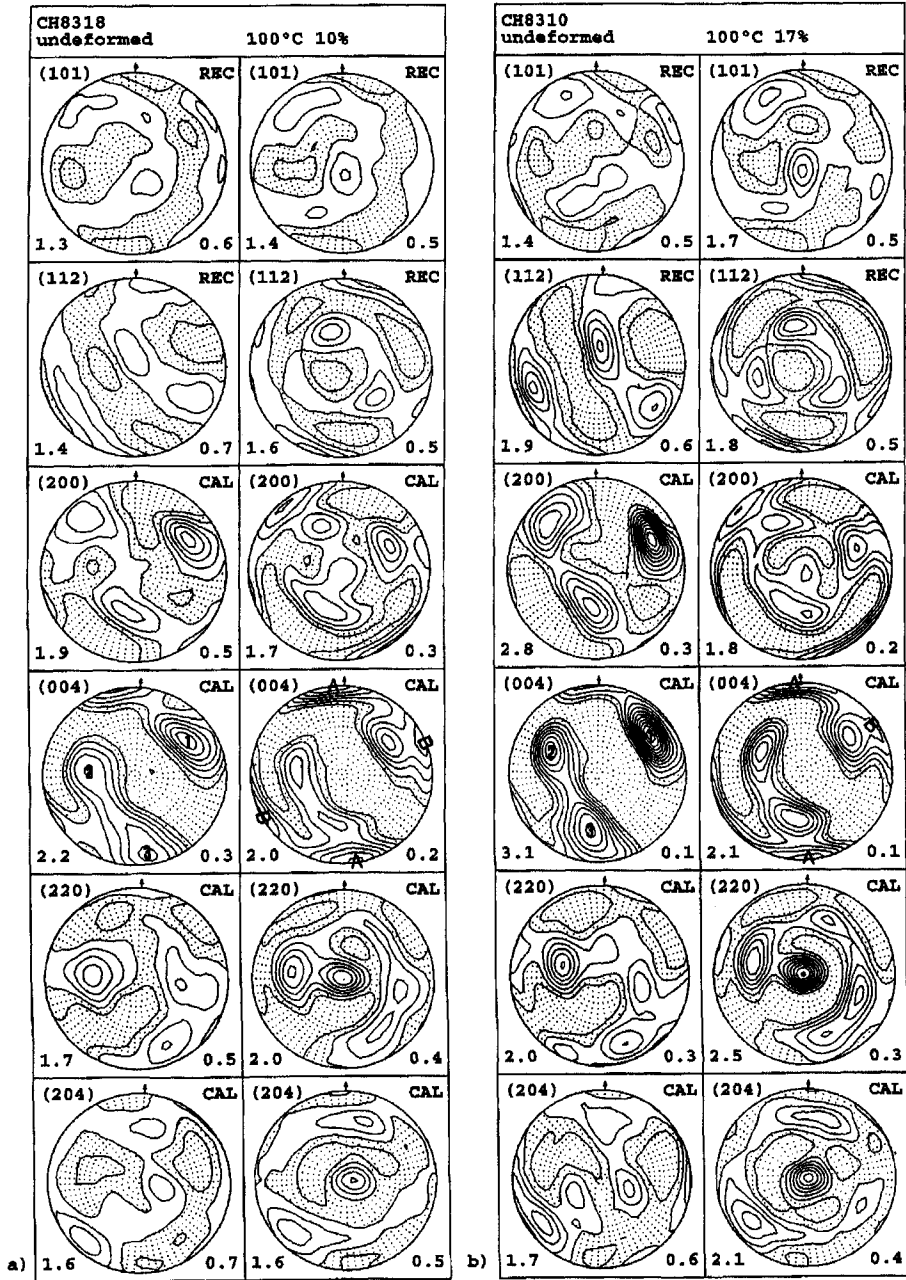 CH8318
undeformed 100°C 10%
CH8310
undeformed 100°C 17%
(101) REC (101) REC (101) REC (101) REC
1.3 0.6 1.4 0.5 1.4 0.5 1.7 0.5
(112) REC (112) REC (112) REC (112) REC
1.4 0.7 1.6 0.5 1.9 0.6 1.8 0.5
(200) CAL (200) CAL (200) CAL (200) CAL
1.9 0.5 1.7 0.3 2.8 0.3 1.8 0.2
(004) CAL (004) A CAL (004) CAL (004) A CAL
1 B B
2 B
3 A A
2.2 0.3 2.0 0.2 3.1 0.1 2.1 0.1
(220) CAL (220) CAL (220) CAL (220) CAL
1.7 0.5 2.0 0.4 2.0 0.3 2.5 0.3
(204) CAL (204) CAL (204) CAL (204) CAL
a) 1.6 0.7 1.6 0.5 b) 1.7 0.6 2.1 0.4